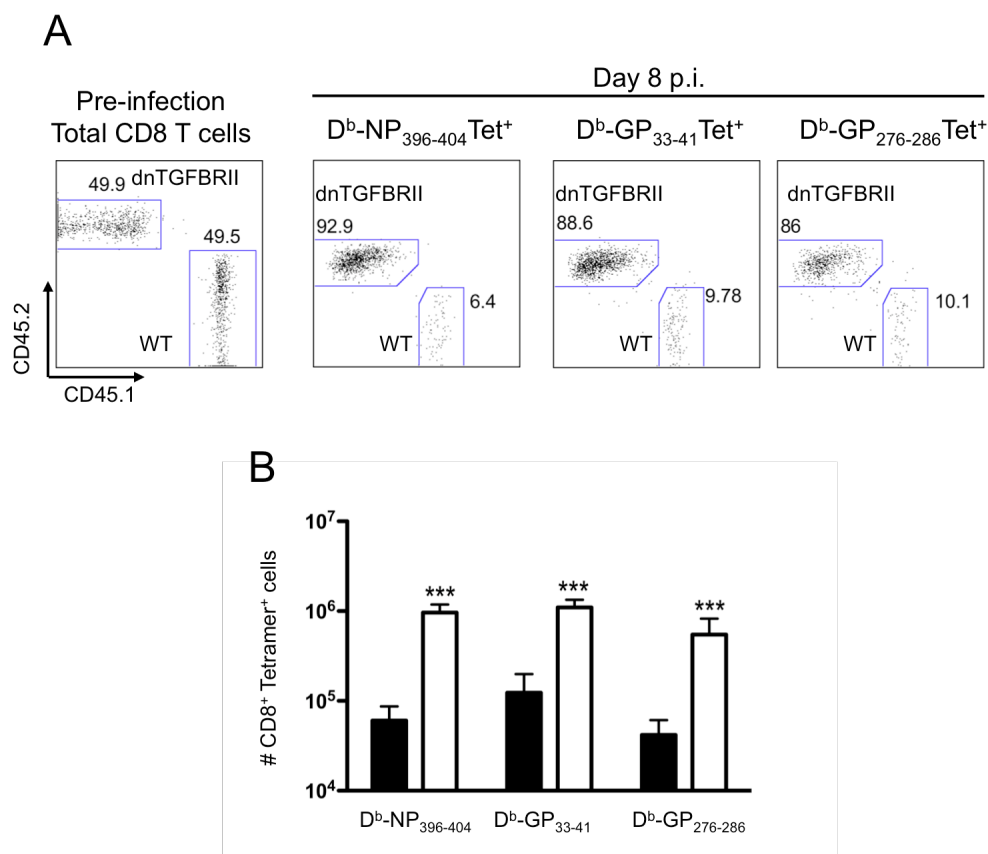 A
Day 8 p.i.
Pre-infection
Total CD8 T cells
Dᵇ-NP₃₉₆₋₄₀₄Tet⁺
Dᵇ-GP₃₃₋₄₁Tet⁺
Dᵇ-GP₂₇₆₋₂₈₆Tet⁺
49.9 dnTGFBRII
49.5
WT
CD45.2
CD45.1
dnTGFBRII
92.9
6.4
WT
dnTGFBRII
88.6
9.78
WT
dnTGFBRII
86
10.1
WT
B
# CD8⁺ Tetramer⁺ cells
10⁷
10⁶
10⁵
10⁴
***
***
***
Dᵇ-NP₃₉₆₋₄₀₄
Dᵇ-GP₃₃₋₄₁
Dᵇ-GP₂₇₆₋₂₈₆